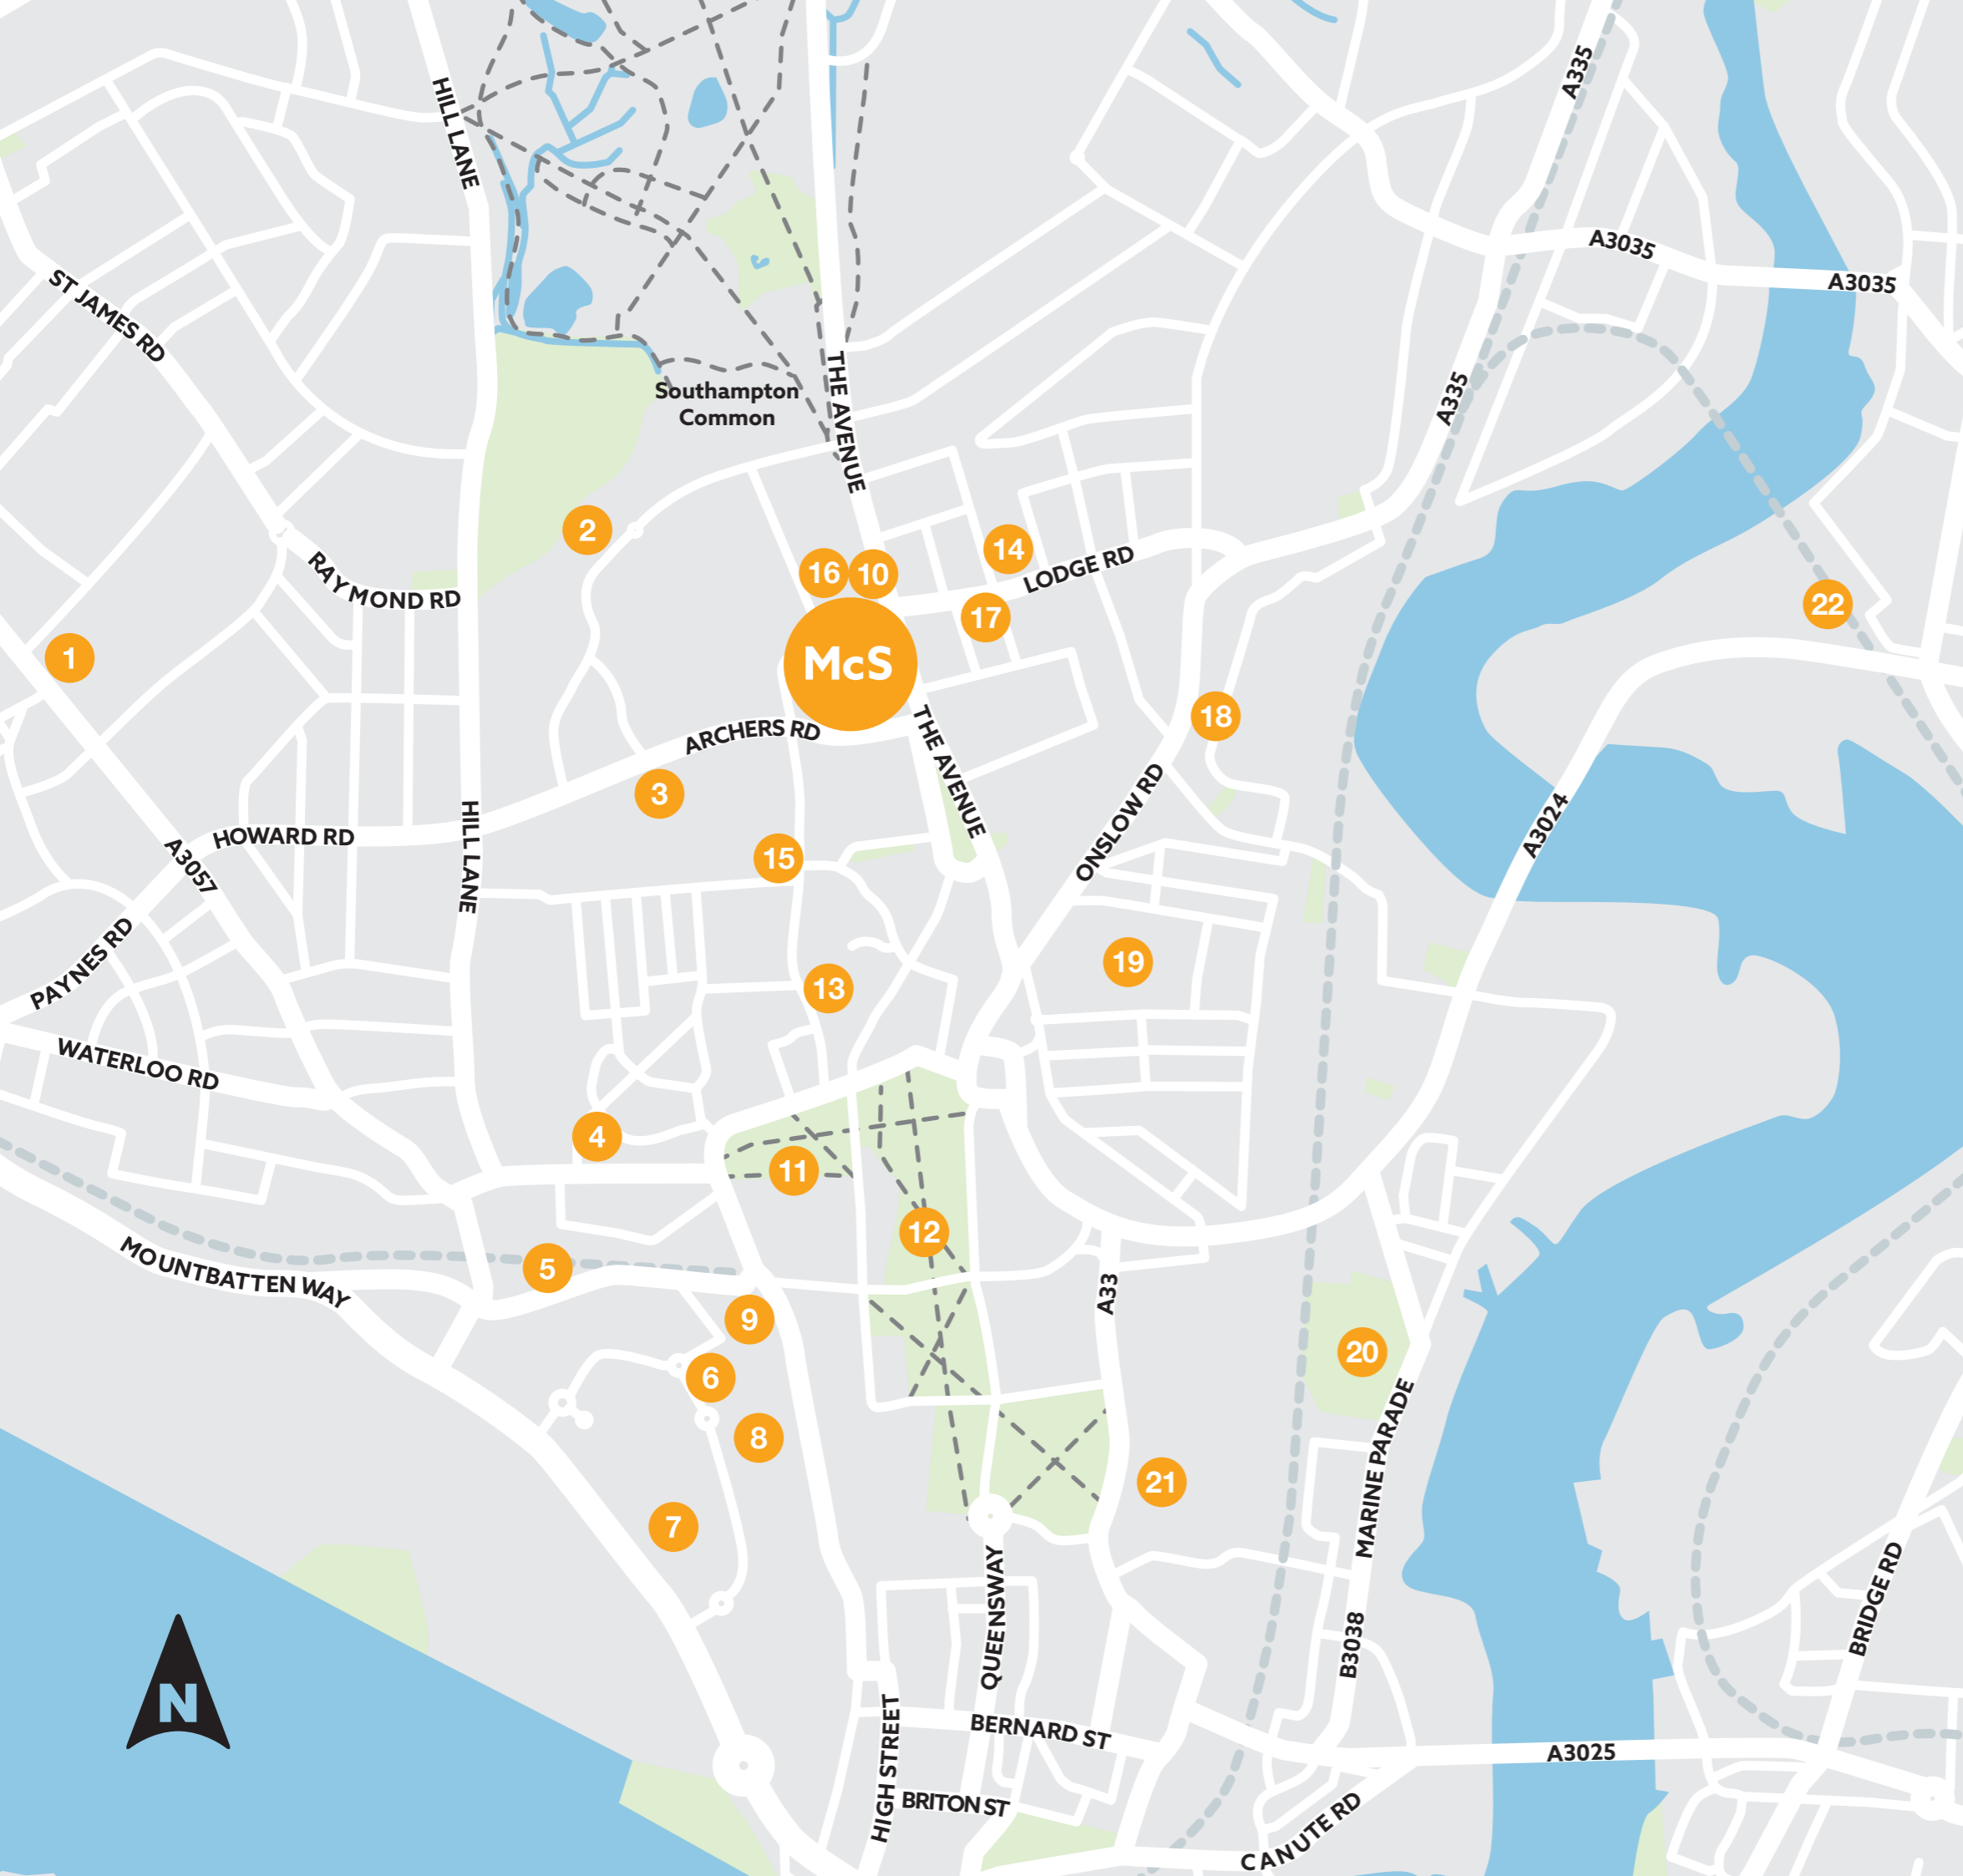 A335
HILL LANE
A3035
A3035
ST JAMES RD
Southampton
Common
THE AVENUE
A335
2
14
16
10
LODGE RD
RAYMOND RD
22
17
1
McS
18
ARCHERS RD
THE AVENUE
3
ONSLOW RD
A3024
HOWARD RD
HILL LANE
15
A3057
PAYNES RD
19
13
WATERLOO RD
4
11
12
5
MOUNTBATTEN WAY
A33
9
20
6
8
MARINE PARADE
21
7
QUEENSWAY
BRIDGE RD
B3038
N
BERNARD ST
HIGH STREET
A3025
BRITON ST
CANUTE RD